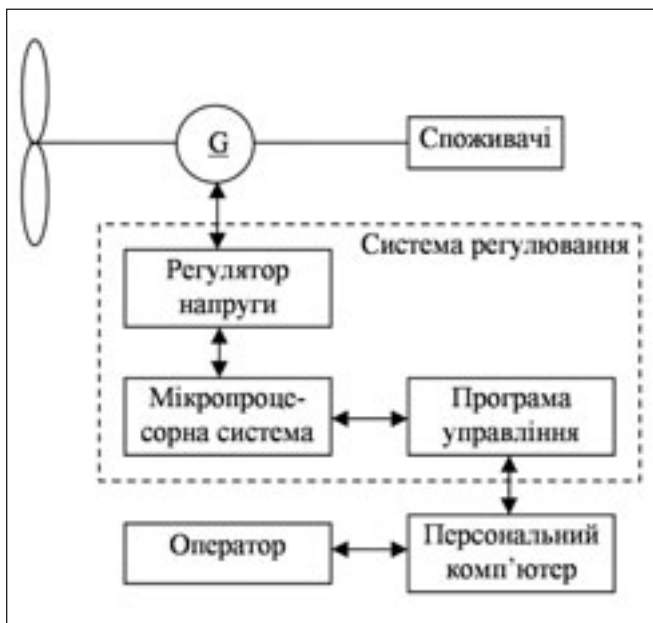 G
Споживачі
Система регулювання
Регулятор
напруги
Мікропроце-
сорна система
Програма
управління
Оператор
Персональний
комп’ютер